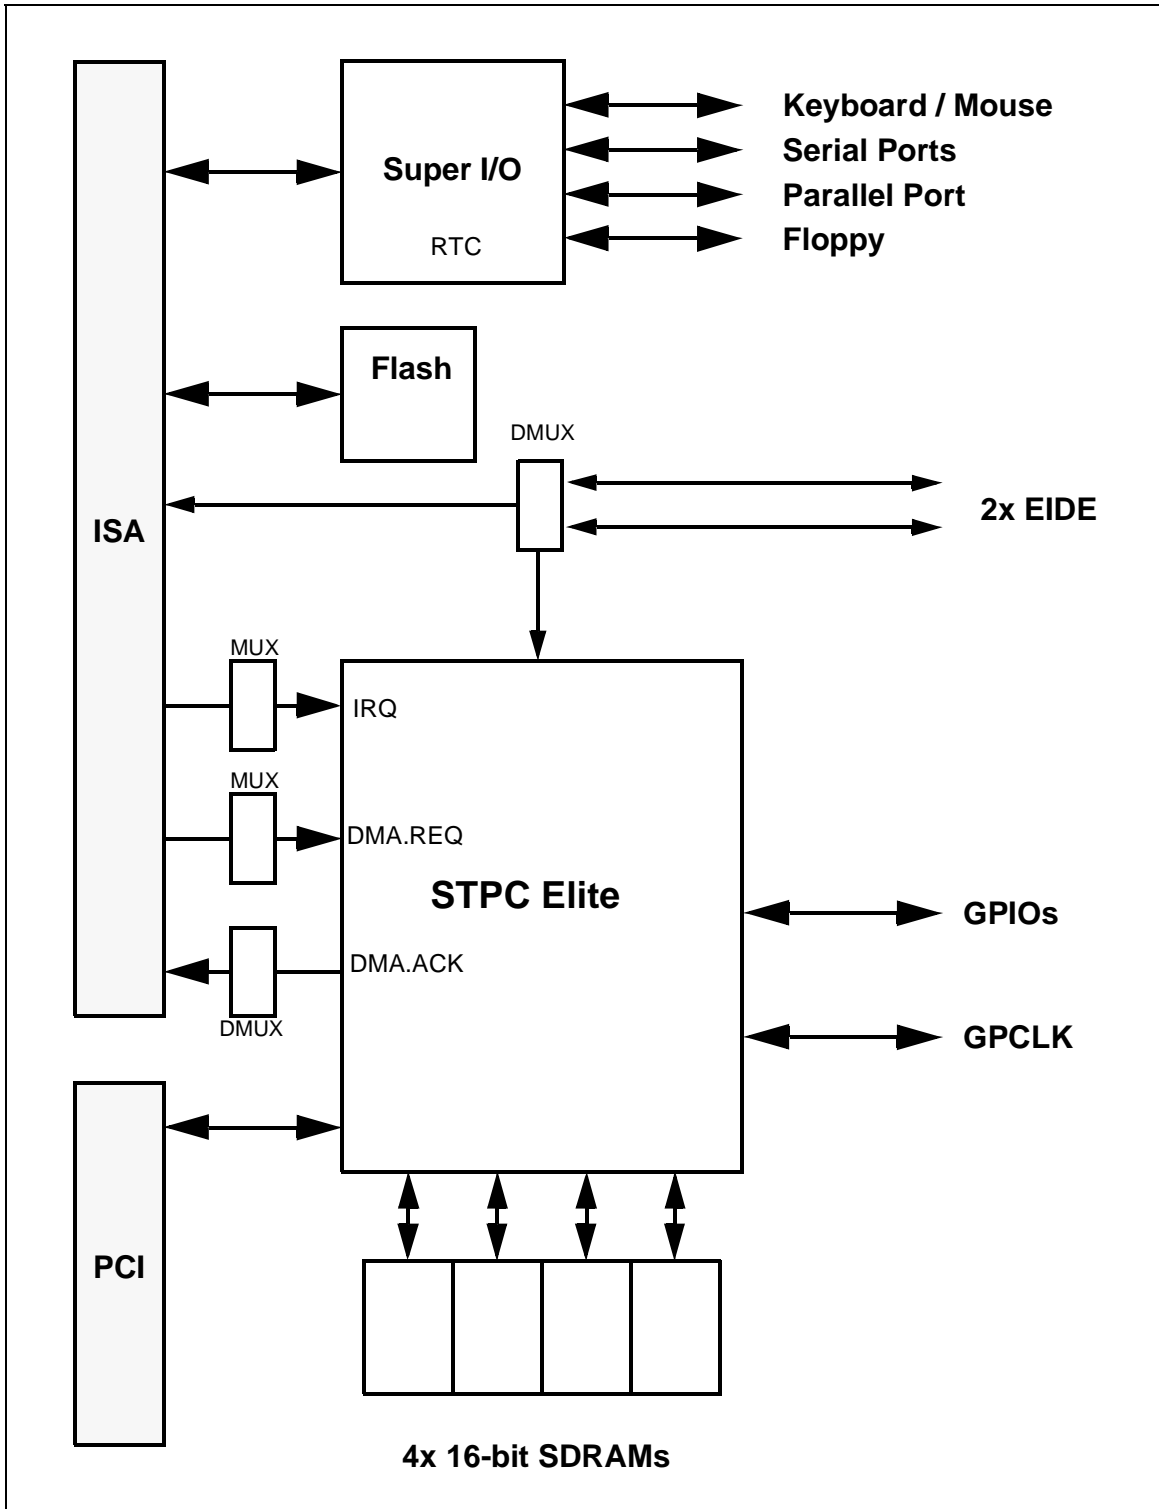 Keyboard / Mouse
Serial Ports
Super I/O
Parallel Port
RTC
Floppy
Flash
DMUX
ISA
2x EIDE
MUX
IRQ
MUX
DMA.REQ
STPC Elite
GPIOs
DMA.ACK
DMUX
GPCLK
PCI
4x 16-bit SDRAMs